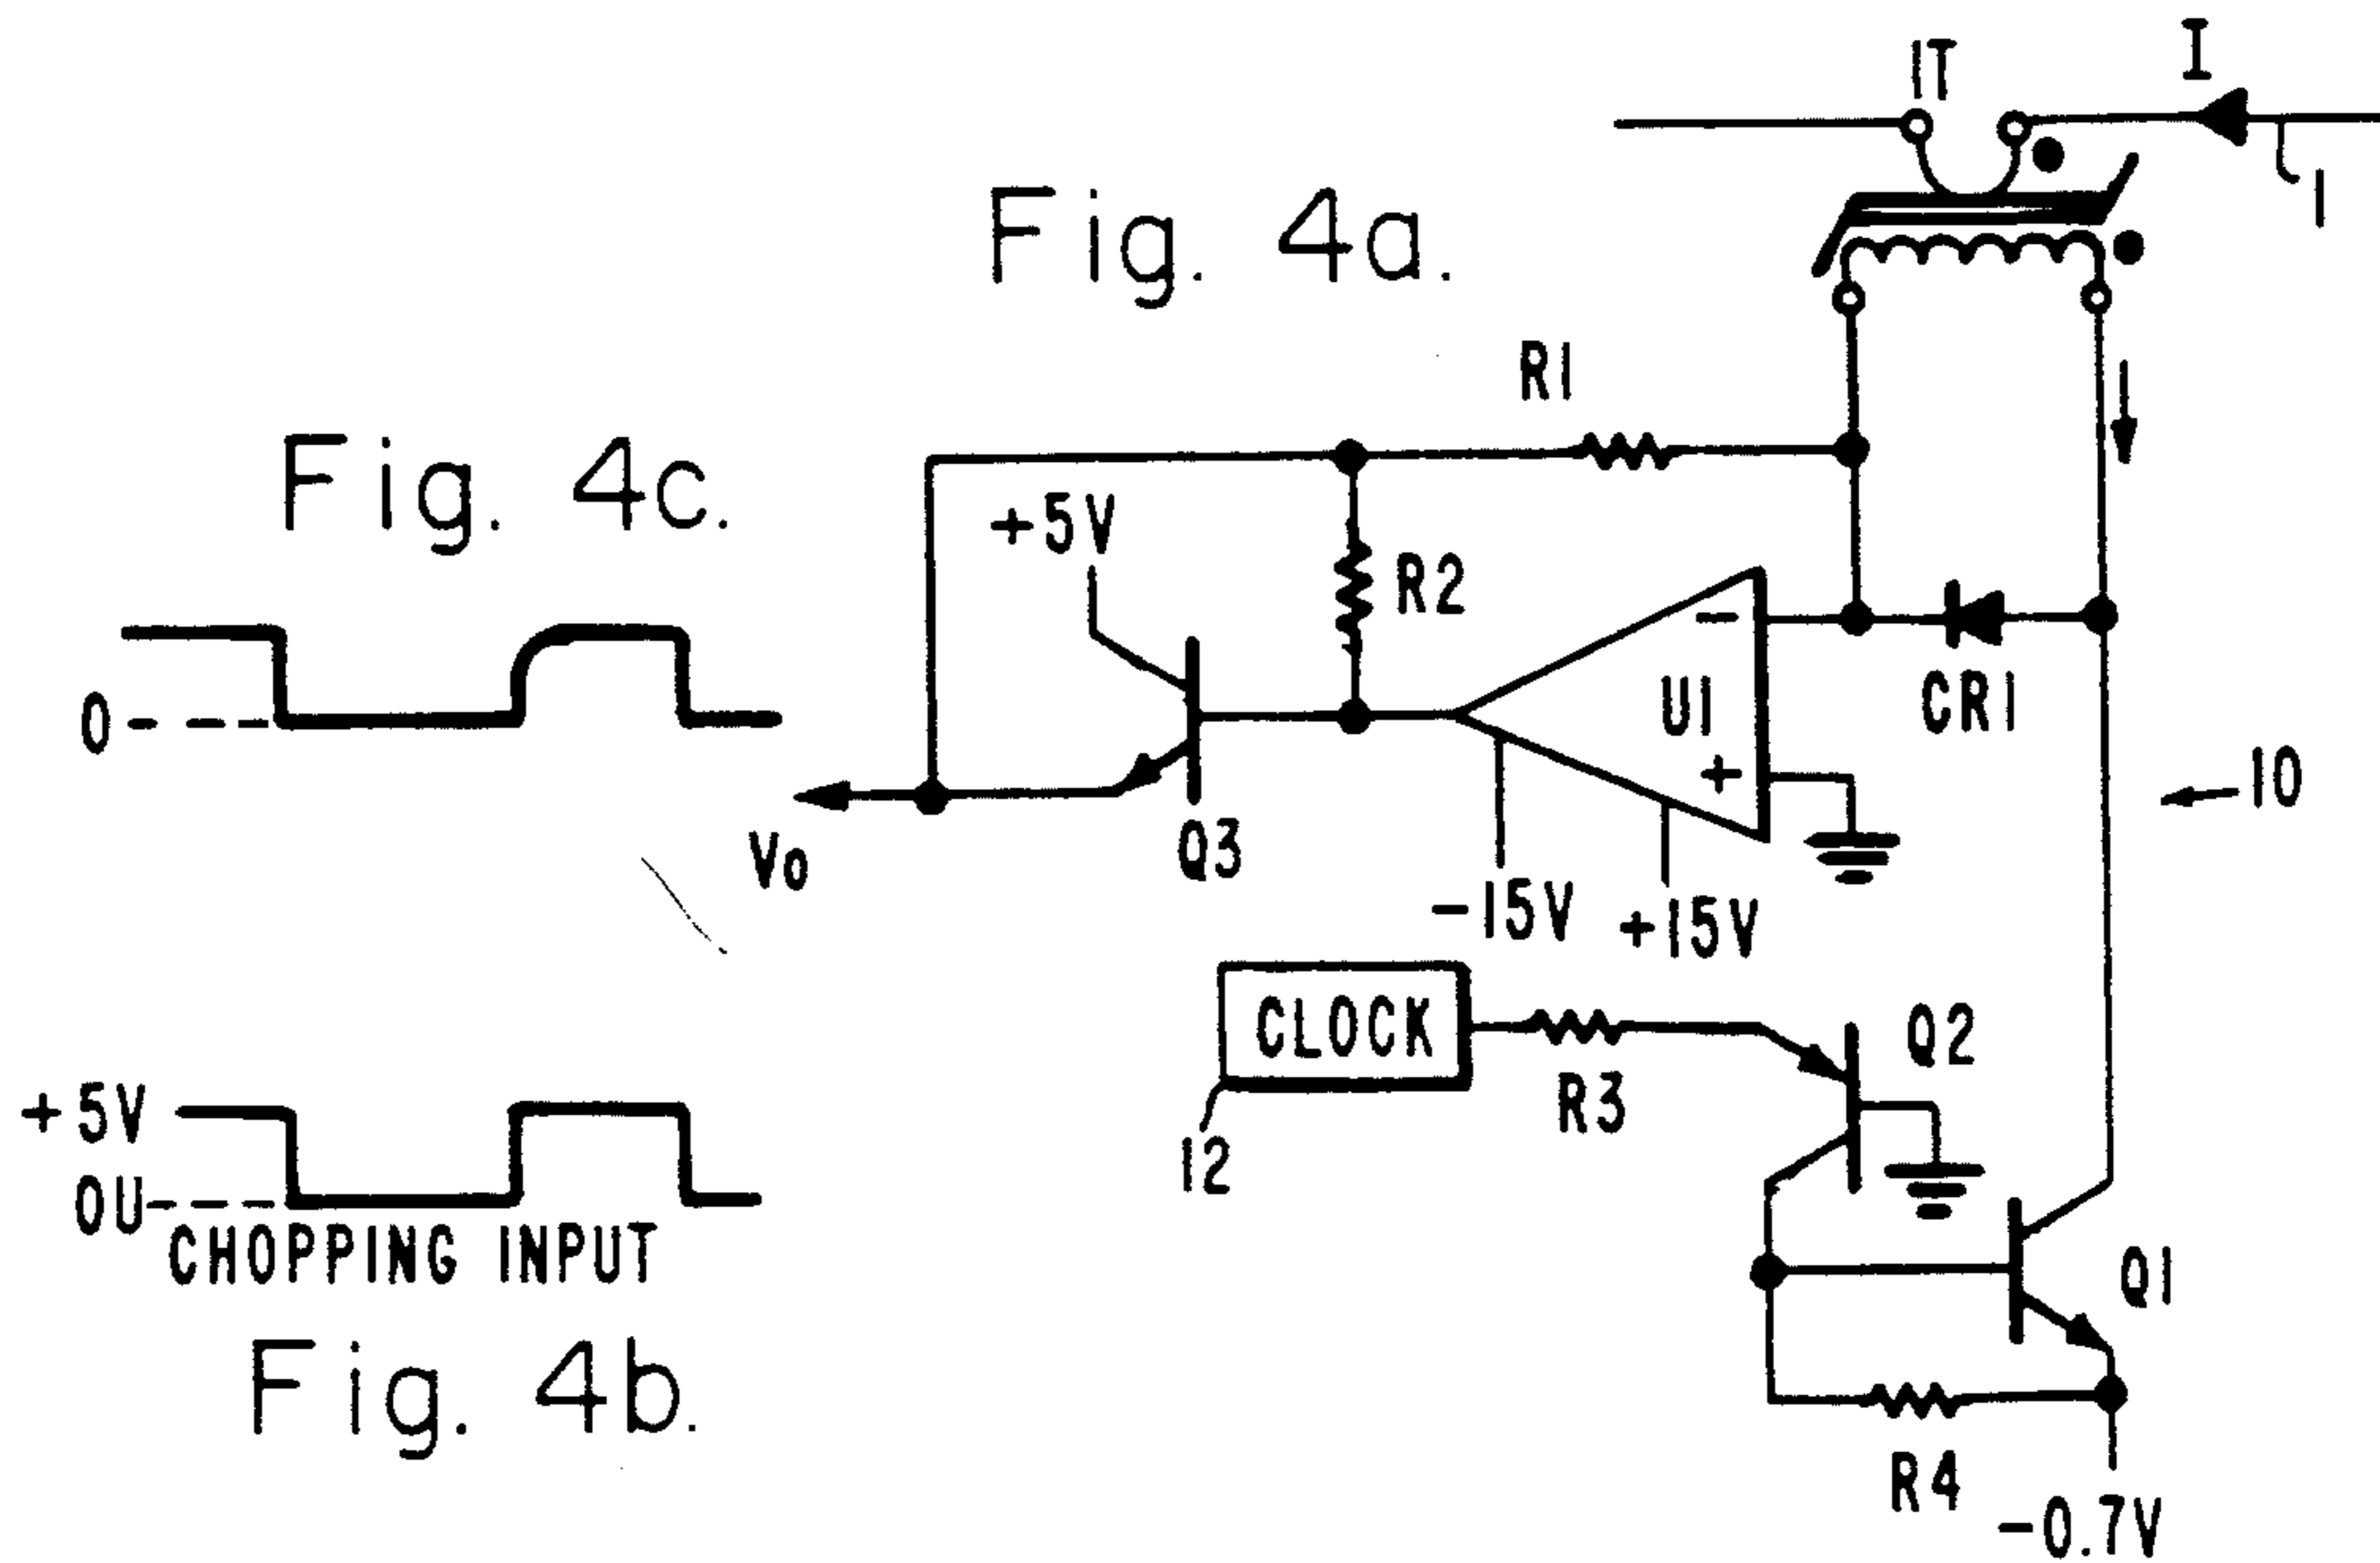 1T
I
1
Fig. 4a.
R1
Fig. 4c.
+5V
R2
-
U1
+
CR1
0
10
Vo
Q3
-15V
+15V
CLOCK
Q2
R3
12
+5V
0U
CHOPPING INPUT
Q1
Fig. 4b.
R4
-0.7V